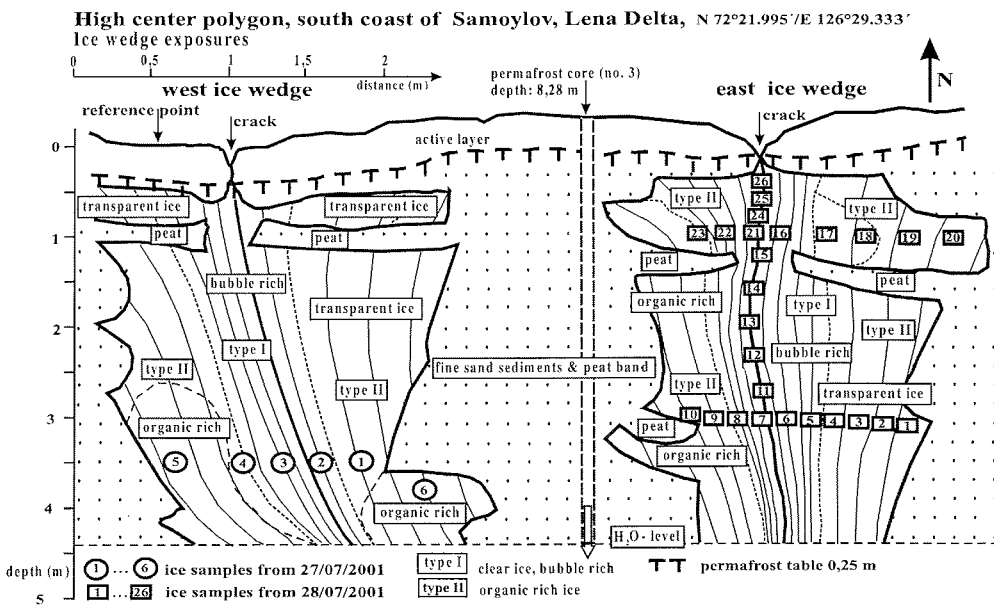 High center polygon, south coast of Samoylov, Lena Delta, N 72°21.995´/E 126°29.333´
Ice wedge exposures
0 0,5 1 1,5 2
distance (m)
west ice wedge
permafrost core (no. 3)
depth: 8,28 m
east ice wedge
N
reference point
crack
crack
active layer
0
transparent ice
transparent ice
peat
peat
type II
type II
26
25
24
23 22 21 16 17 18 19 20
1
15
peat
peat
bubble rich
transparent ice
organic rich
14
type I
13
type II
2
type I
12
bubble rich
type II
type II
fine sand sediments & peat band
type II
11
transparent ice
3
organic rich
10 9 8 7 6 5 4 3 2 1
peat
organic rich
5 4 3 2 1
6
organic rich
4
H₂O - level
depth (m)
5
1 ... 6 ice samples from 27/07/2001
1 ... 26 ice samples from 28/07/2001
type I clear ice, bubble rich
type II organic rich ice
permafrost table 0,25 m